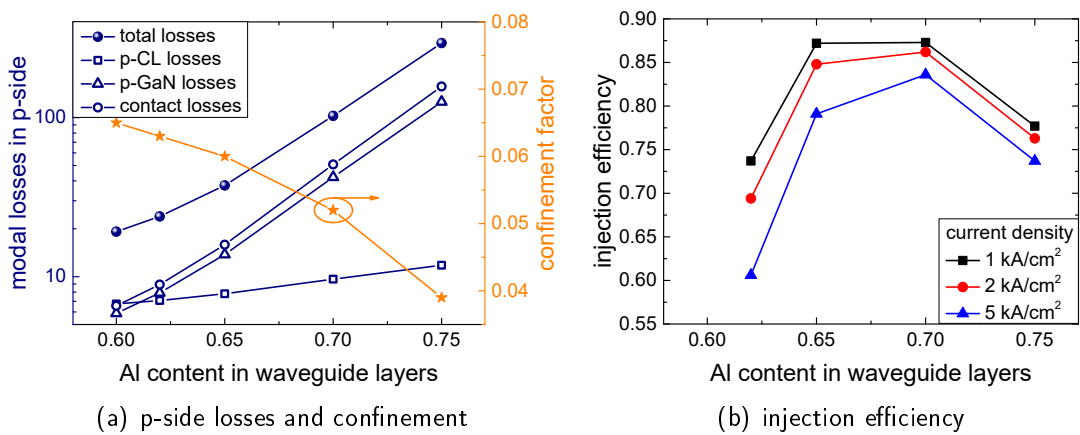 total losses
p-CL losses
p-GaN losses
contact losses
modal losses in p-side
100
10
0.60 0.65 0.70 0.75
Al content in waveguide layers
0.08
0.07
0.06
0.05
0.04
confinement factor
(a) p-side losses and confinement
injection efficiency
0.90
0.85
0.80
0.75
0.70
0.65
0.60
0.55
current density
1 kA/cm²
2 kA/cm²
5 kA/cm²
0.60 0.65 0.70 0.75
Al content in waveguide layers
(b) injection efficiency